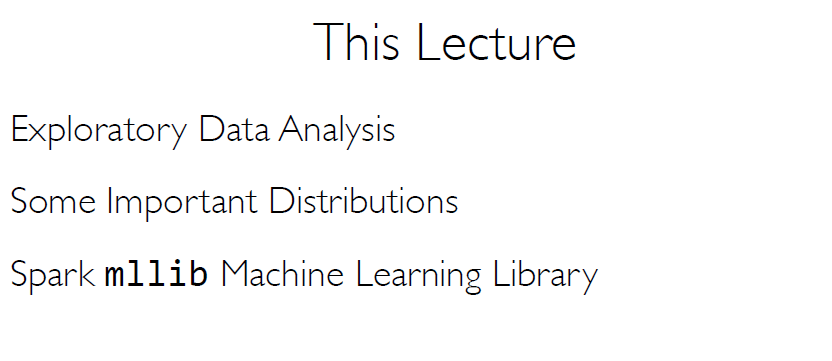 This Lecture
Exploratory Data Analysis
Some Important Distributions
Spark mllib Machine Learning Library